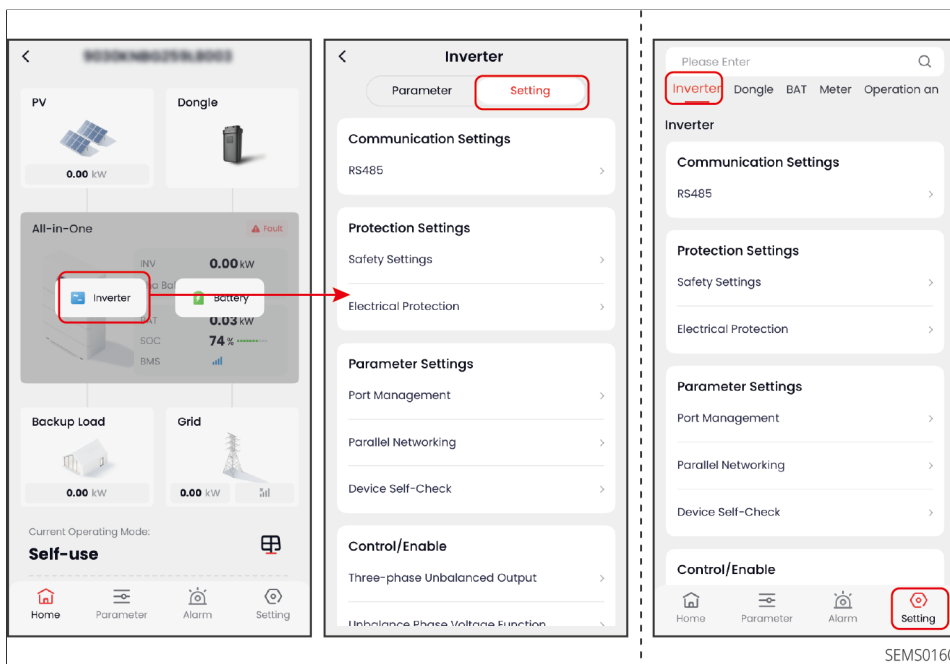 PV
Dongle
0.00 kW
All-in-One
Fault
INV
0.00 kW
Inverter
Battery
BAT
0.03 kW
SOC
74%
BMS
Backup Load
Grid
0.00 kW
0.00 kW
Current Operating Mode:
Self-use
Home
Parameter
Alarm
Setting
Inverter
Parameter
Setting
Communication Settings
RS485
Protection Settings
Safety Settings
Electrical Protection
Parameter Settings
Port Management
Parallel Networking
Device Self-Check
Control/Enable
Three-phase Unbalanced Output
Unbalance Phase Voltage Function
Please Enter
Inverter Dongle BAT Meter Operation an
Inverter
Communication Settings
RS485
Protection Settings
Safety Settings
Electrical Protection
Parameter Settings
Port Management
Parallel Networking
Device Self-Check
Control/Enable
Home
Parameter
Alarm
Setting